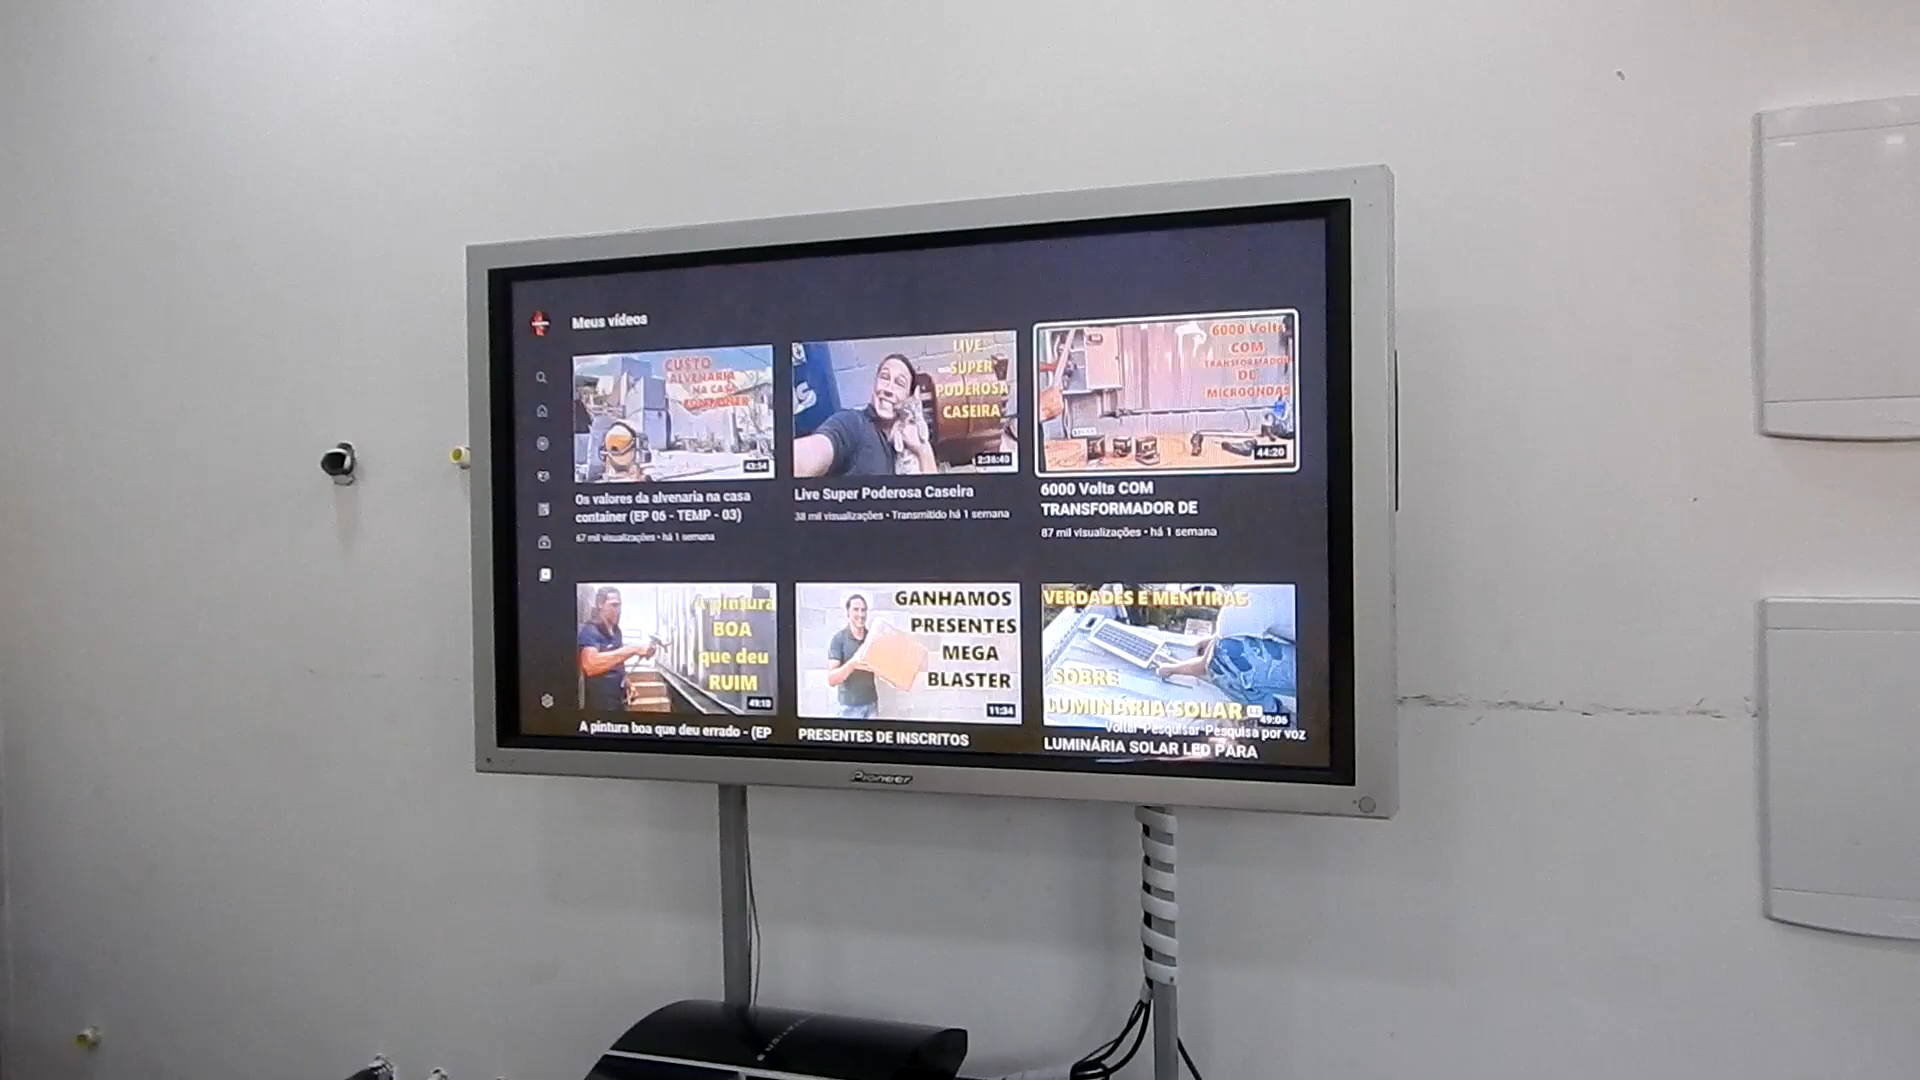 Meus vídeos
CUSTO
ALVENARIA
NA CASA
CONTAINER
43:54
LIVE
SUPER
PODEROSA
CASEIRA
2:36:40
6000 Volts
COM
TRANSFORMADOR
DE
MICROONDAS
44:20
Os valores da alvenaria na casa
container (EP 06 - TEMP - 03)
67 mil visualizações • há 1 semana
Live Super Poderosa Caseira
38 mil visualizações • Transmitido há 1 semana
6000 Volts COM
TRANSFORMADOR DE
87 mil visualizações • há 1 semana
A pintura
BOA
que deu
RUIM
49:10
GANHAMOS
PRESENTES
MEGA
BLASTER
11:34
VERDADES E MENTIRAS
SOBRE
LUMINÁRIA SOLAR
49:06
A pintura boa que deu errado - (EP
PRESENTES DE INSCRITOS
Voltar Pesquisar Pesquisa por voz
LUMINÁRIA SOLAR LED PARA
Pioneer